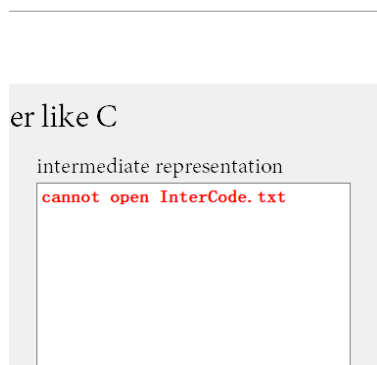 er like C
intermediate representation
cannot open InterCode.txt